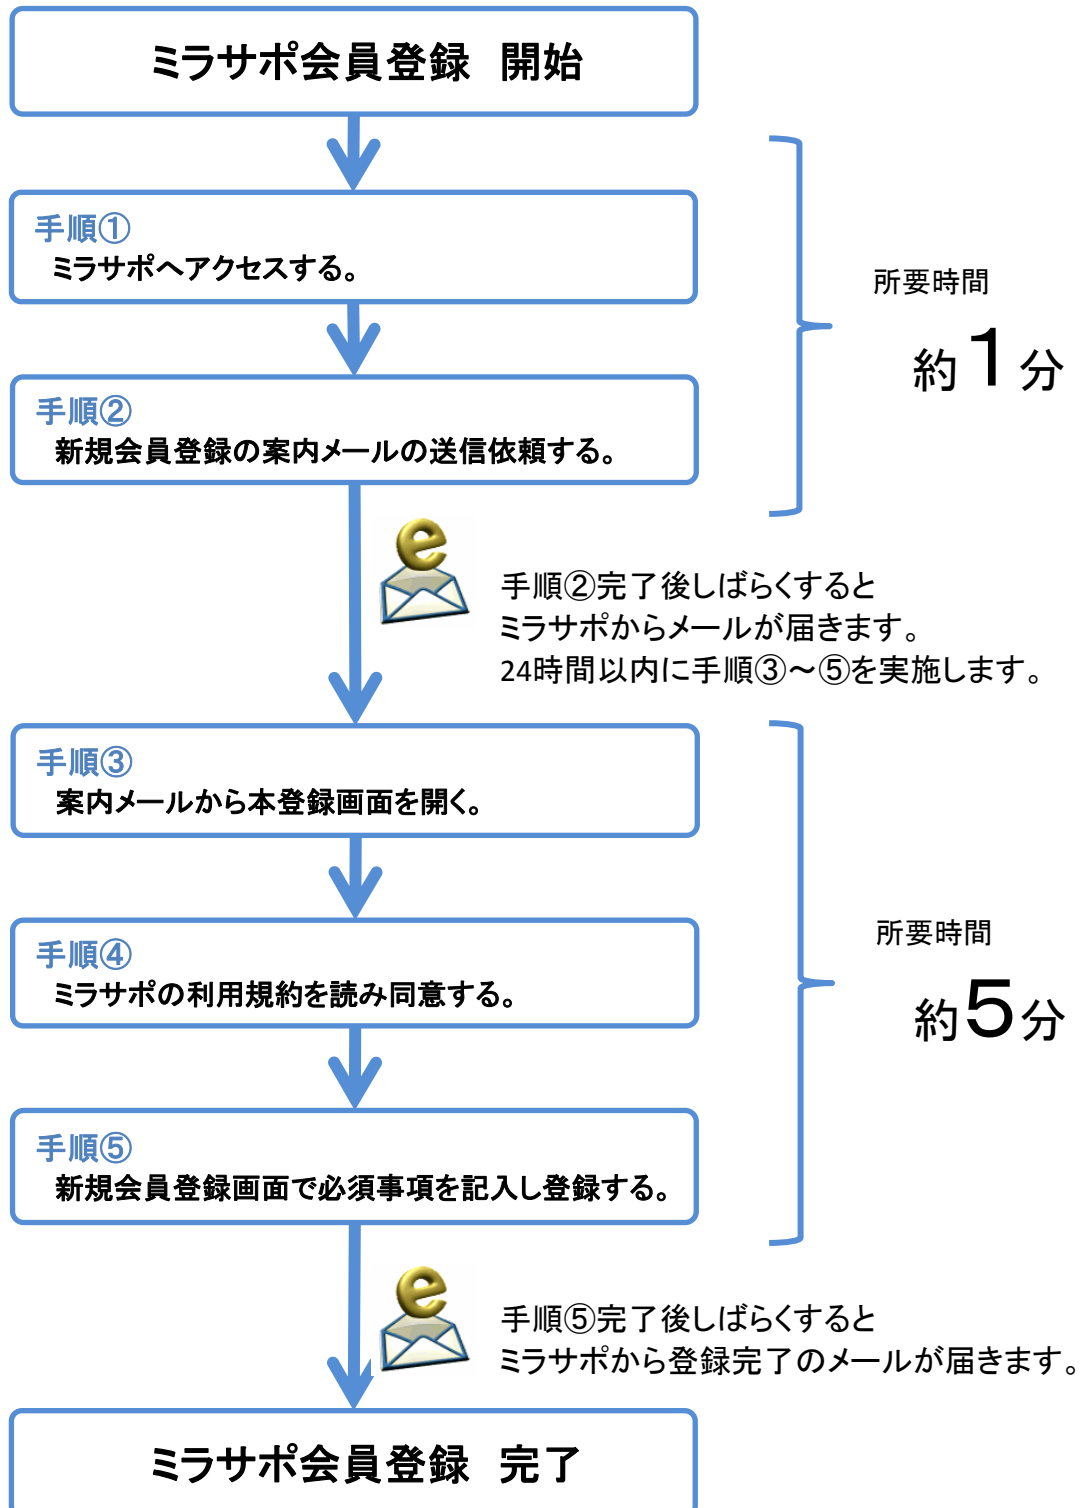 ミラサポ会員登録　開始
手順①
ミラサポへアクセスする。
所要時間
約1分
手順②
新規会員登録の案内メールの送信依頼する。
手順②完了後しばらくすると
ミラサポからメールが届きます。
24時間以内に手順③～⑤を実施します。
手順③
案内メールから本登録画面を開く。
手順④
ミラサポの利用規約を読み同意する。
所要時間
約5分
手順⑤
新規会員登録画面で必須事項を記入し登録する。
手順⑤完了後しばらくすると
ミラサポから登録完了のメールが届きます。
ミラサポ会員登録　完了